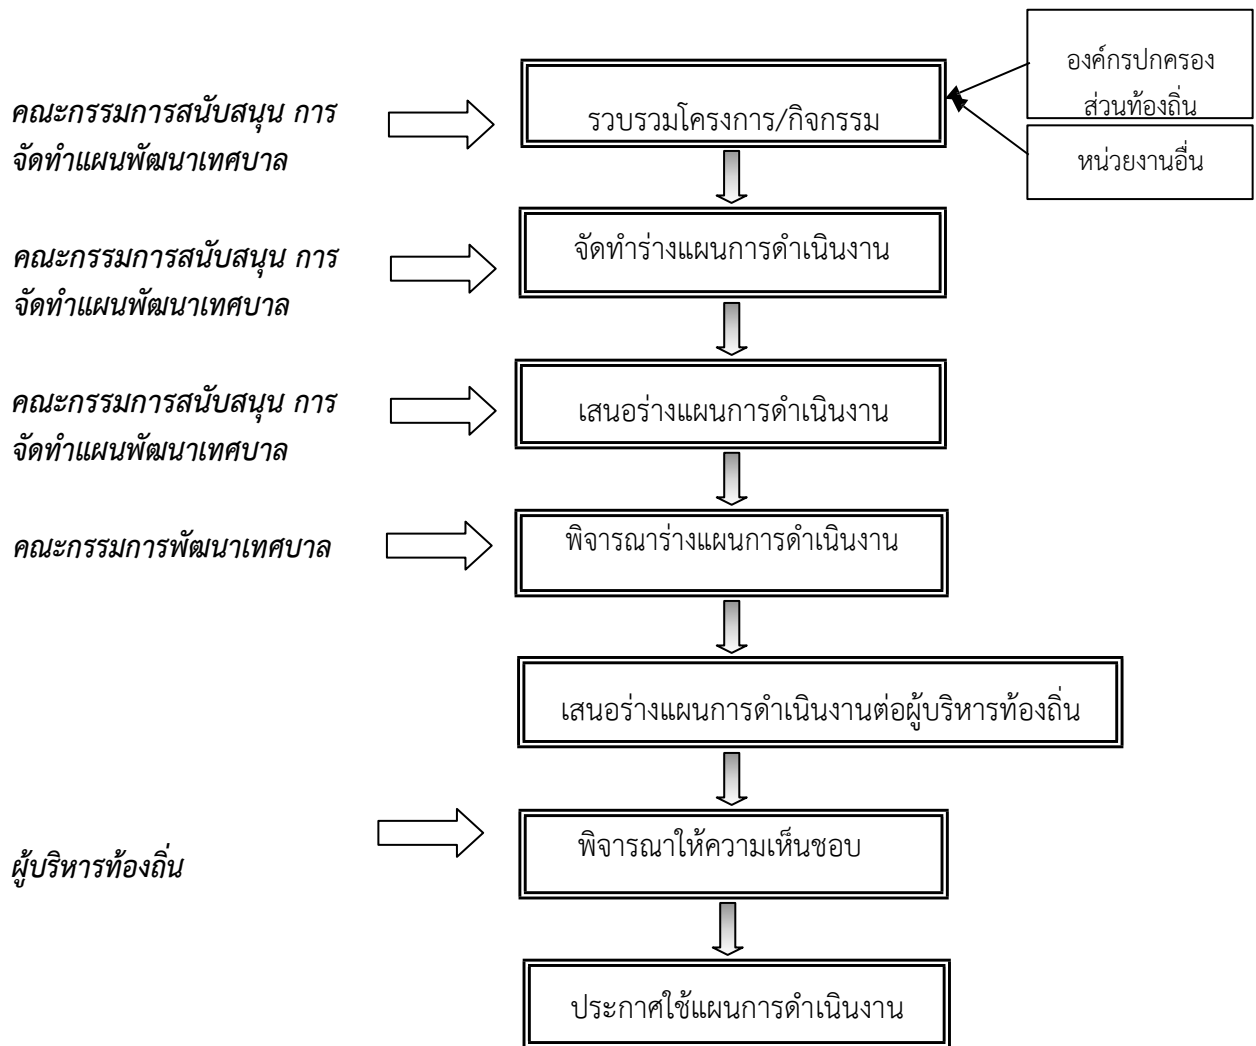 องค์กรปกครอง
ส่วนท้องถิ่น
คณะกรรมการสนับสนุน การ
จัดทำแผนพัฒนาเทศบาล
รวบรวมโครงการ/กิจกรรม
หน่วยงานอื่น
คณะกรรมการสนับสนุน การ
จัดทำแผนพัฒนาเทศบาล
จัดทำร่างแผนการดำเนินงาน
คณะกรรมการสนับสนุน การ
จัดทำแผนพัฒนาเทศบาล
เสนอร่างแผนการดำเนินงาน
คณะกรรมการพัฒนาเทศบาล
พิจารณาร่างแผนการดำเนินงาน
เสนอร่างแผนการดำเนินงานต่อผู้บริหารท้องถิ่น
ผู้บริหารท้องถิ่น
พิจารณาให้ความเห็นชอบ
ประกาศใช้แผนการดำเนินงาน